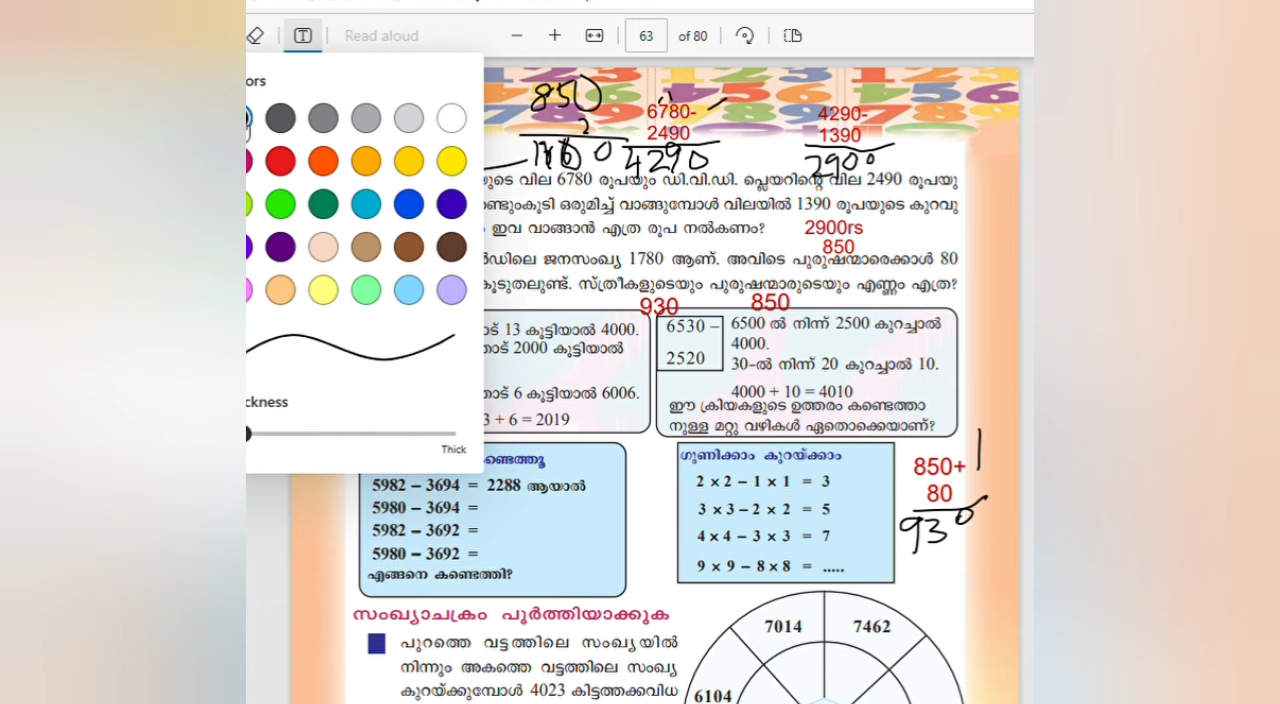 Read aloud
63 of 80
ors
ckness
Thick
850
2
6780-
2490
4290
4290-
1390
2900
യുടെ വില 6780 രൂപയും ഡി.വി.ഡി. പ്ലെയറിന്റെ വില 2490 രൂപയു
ണ്ടുംകൂടി ഒരുമിച്ച് വാങ്ങുമ്പോൾ വിലയിൽ 1390 രൂപയുടെ കുറവു
ഇവ വാങ്ങാൻ എത്ര രൂപ നൽകണം?
2900rs
850
ർഡിലെ ജനസംഖ്യ 1780 ആണ്. അവിടെ പുരുഷന്മാരെക്കാൾ 80
കൂടുതലുണ്ട്. സ്ത്രീകളുടെയും പുരുഷന്മാരുടെയും എണ്ണം എത്ര?
930
850
ാട് 13 കൂട്ടിയാൽ 4000.
ാട് 2000 കൂട്ടിയാൽ
ാട് 6 കൂട്ടിയാൽ 6006.
3 + 6 = 2019
6530 –
2520
6500 ൽ നിന്ന് 2500 കുറച്ചാൽ
4000.
30-ൽ നിന്ന് 20 കുറച്ചാൽ 10.
4000 + 10 = 4010
ഈ ക്രിയകളുടെ ഉത്തരം കണ്ടെത്താ
നുള്ള മറ്റു വഴികൾ ഏതൊക്കെയാണ്?
കണ്ടെത്തൂ
5982 – 3694 = 2288 ആയാൽ
5980 – 3694 =
5982 – 3692 =
5980 – 3692 =
എങ്ങനെ കണ്ടെത്തി?
ഗുണിക്കാം കുറയ്ക്കാം
2 × 2 – 1 × 1 = 3
3 × 3 – 2 × 2 = 5
4 × 4 – 3 × 3 = 7
9 × 9 – 8 × 8 = .....
850+
80
930
സംഖ്യാചക്രം പൂർത്തിയാക്കുക
പുറത്തെ വട്ടത്തിലെ സംഖ്യയിൽ
നിന്നും അകത്തെ വട്ടത്തിലെ സംഖ്യ
കുറയ്ക്കുമ്പോൾ 4023 കിട്ടത്തക്കവിധ
7014
7462
6104